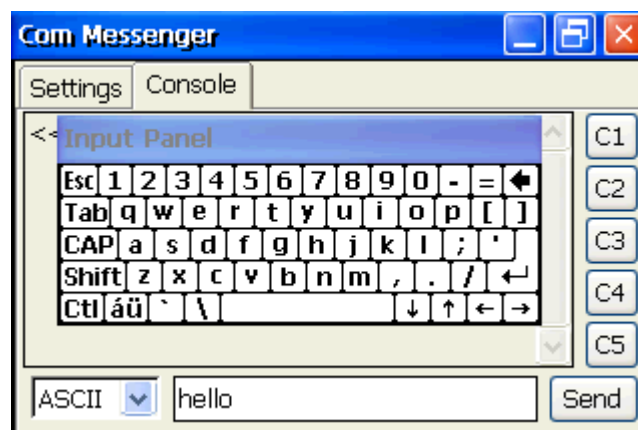 Com Messenger
Settings Console
<< Input Panel
C1
Esc 1 2 3 4 5 6 7 8 9 0 - =
C2
Tab q w e r t y u i o p [ ]
CAP a s d f g h j k l ; '
C3
Shift z x c v b n m , . /
C4
Ctl áü ` \ ↓ ↑ ← →
C5
ASCII hello Send